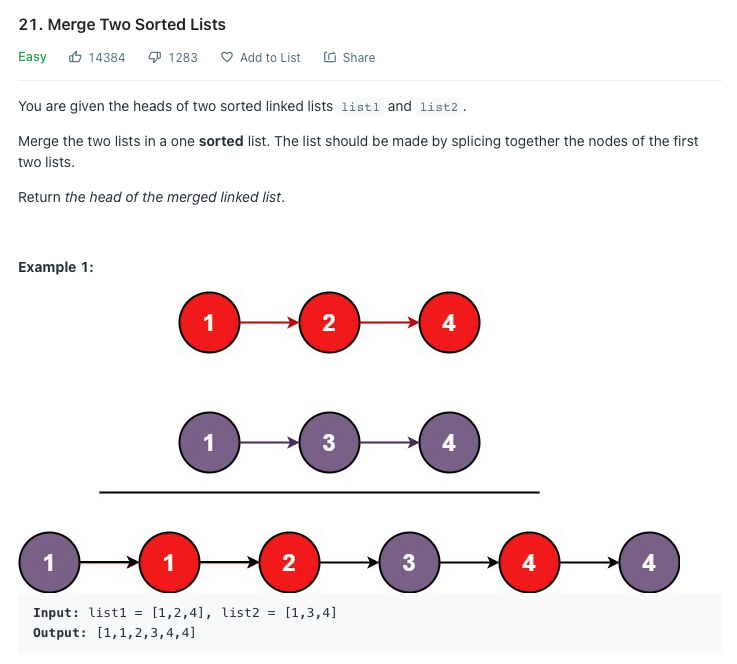 21. Merge Two Sorted Lists
Easy 14384 1283 Add to List Share
You are given the heads of two sorted linked lists list1 and list2 .
Merge the two lists in a one sorted list. The list should be made by splicing together the nodes of the first
two lists.
Return the head of the merged linked list.
Example 1:
1 2 4
1 3 4
1 1 2 3 4 4
Input: list1 = [1,2,4], list2 = [1,3,4]
Output: [1,1,2,3,4,4]